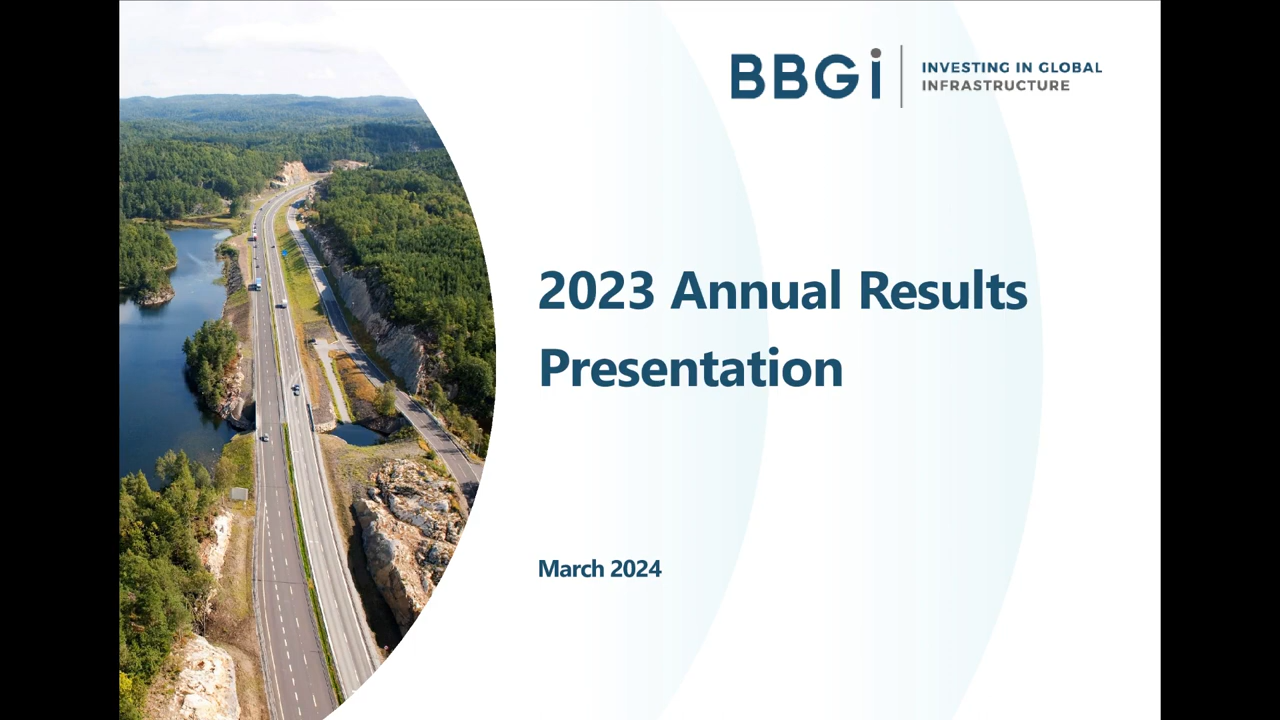 BBGi
INVESTING IN GLOBAL
INFRASTRUCTURE
2023 Annual Results
Presentation
March 2024